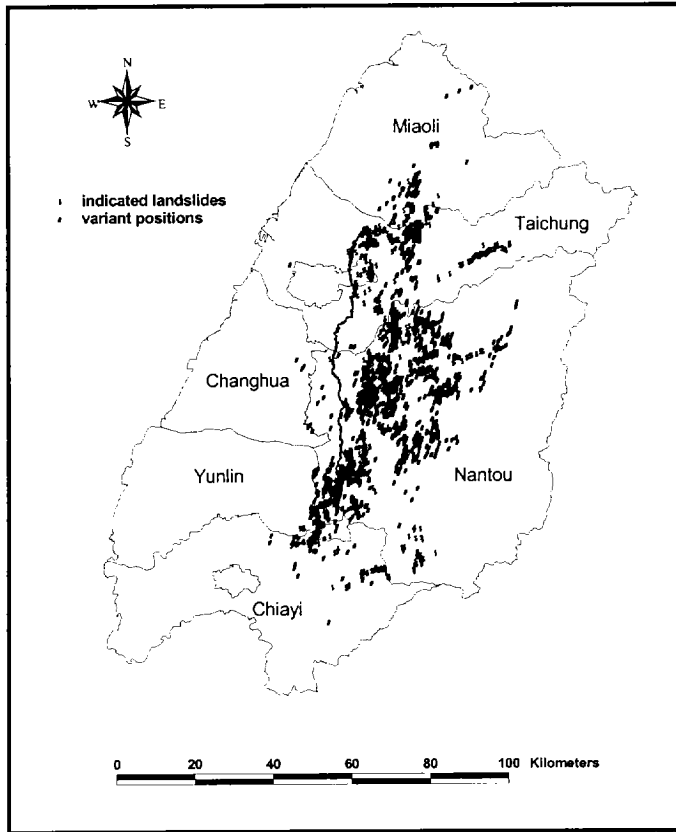 N
W E
S
Miaoli
indicated landslides
variant positions
Taichung
Changhua
Yunlin
Nantou
Chiayi
0 20 40 60 80 100 Kilometers